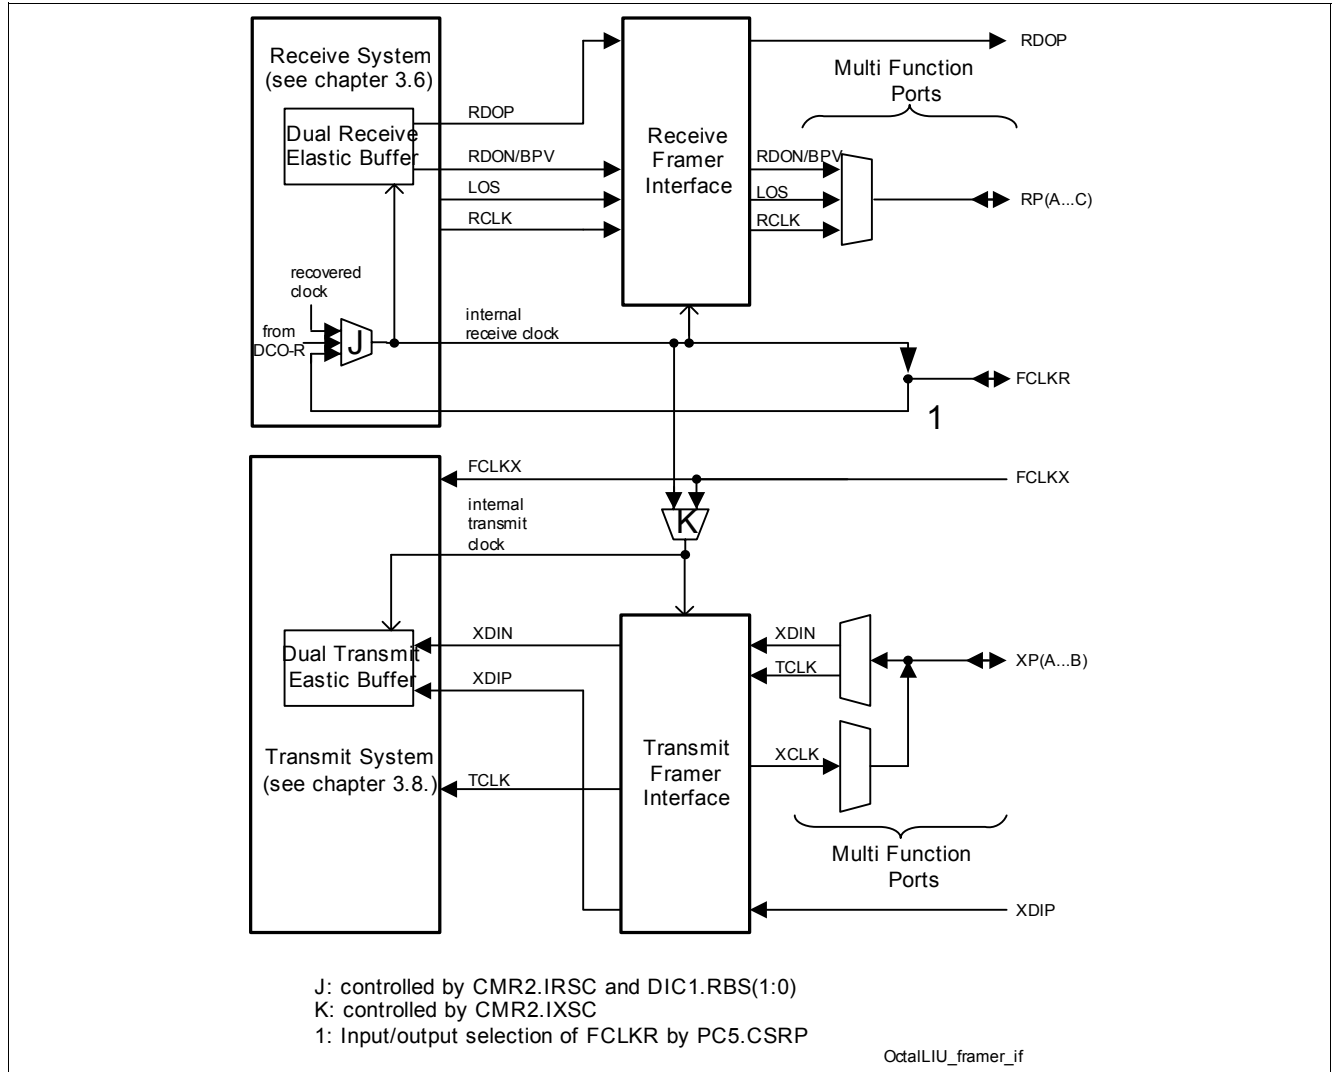 Receive System
(see chapter 3.6)
Dual Receive
Elastic Buffer
RDOP
RDON/BPV
LOS
RCLK
Receive
Framer
Interface
RDOP
Multi Function
Ports
RDON/BPV
LOS
RCLK
RP(A...C)
recovered
clock
from
DCO-R
J
internal
receive clock
FCLKR
1
FCLKX
FCLKX
internal
transmit
clock
K
XDIN
XDIP
Dual Transmit
Eastic Buffer
Transmit System
(see chapter 3.8.)
TCLK
Transmit
Framer
Interface
XDIN
TCLK
XCLK
XP(A...B)
Multi Function
Ports
XDIP
J: controlled by CMR2.IRSC and DIC1.RBS(1:0)
K: controlled by CMR2.IXSC
1: Input/output selection of FCLKR by PC5.CSRP
OctalLIU_framer_if